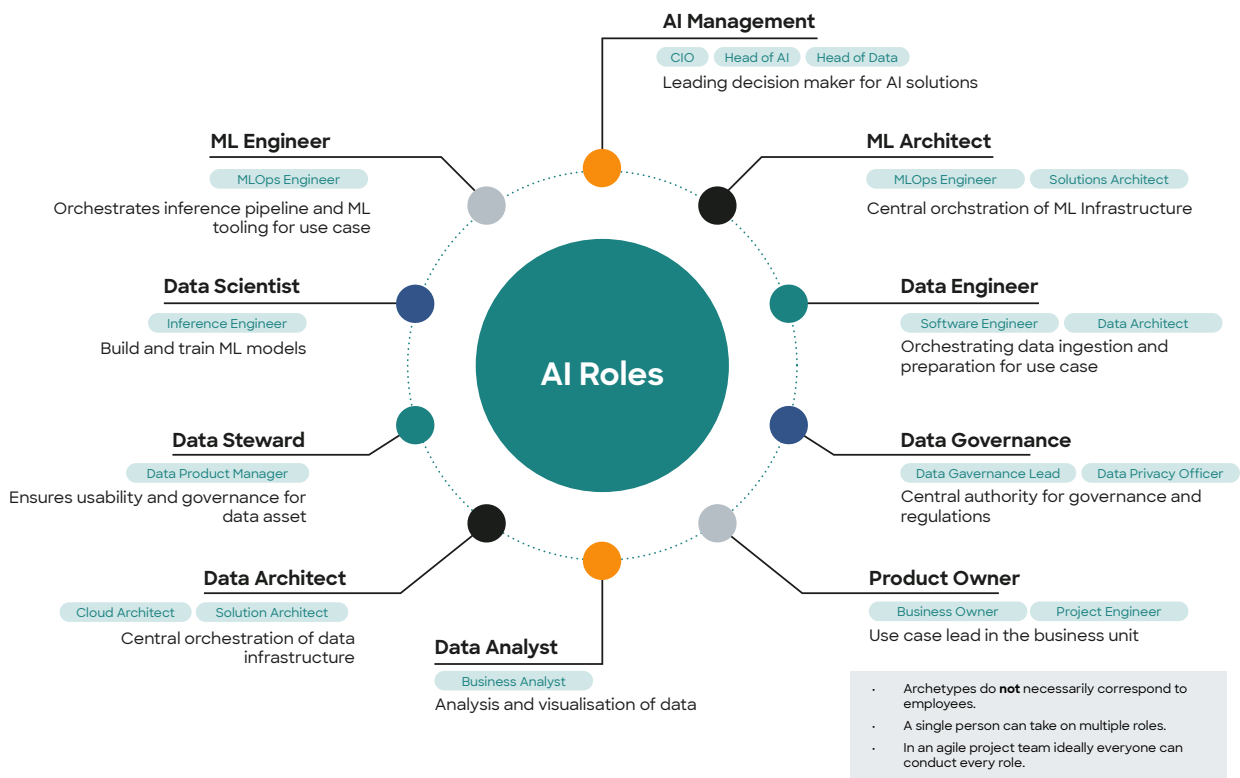 AI Management
CIO
Head of AI
Head of Data
Leading decision maker for AI solutions
ML Engineer
MLOps Engineer
Orchestrates inference pipeline and ML
tooling for use case
ML Architect
MLOps Engineer
Solutions Architect
Central orchstration of ML Infrastructure
Data Scientist
Inference Engineer
Build and train ML models
Data Engineer
Software Engineer
Data Architect
Orchestrating data ingestion and
preparation for use case
AI Roles
Data Steward
Data Product Manager
Ensures usability and governance for
data asset
Data Governance
Data Gavernance Lead
Data Privacy Officer
Central authority for governance and
regulations
Data Architect
Cloud Architect
Solution Architect
Central orchestration of data
infrastructure
Product Owner
Business Owner
Project Engineer
Use case lead in the business unit
Data Analyst
Business Analyst
Analysis and visualisation of data
· Archetypes do not necessarily correspond to
employees.
· A single person can take on multiple roles.
· In an agile project team ideally everyone can
conduct every role.